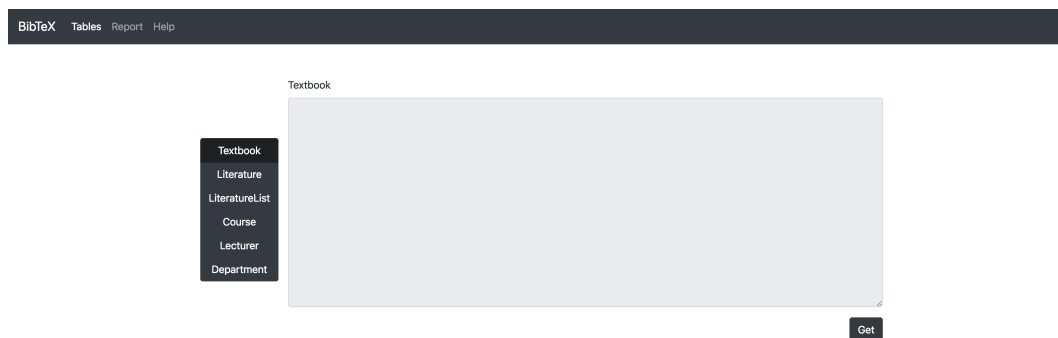 BibTeX Tables Report Help
Textbook
Textbook
Literature
LiteratureList
Course
Lecturer
Department
Get